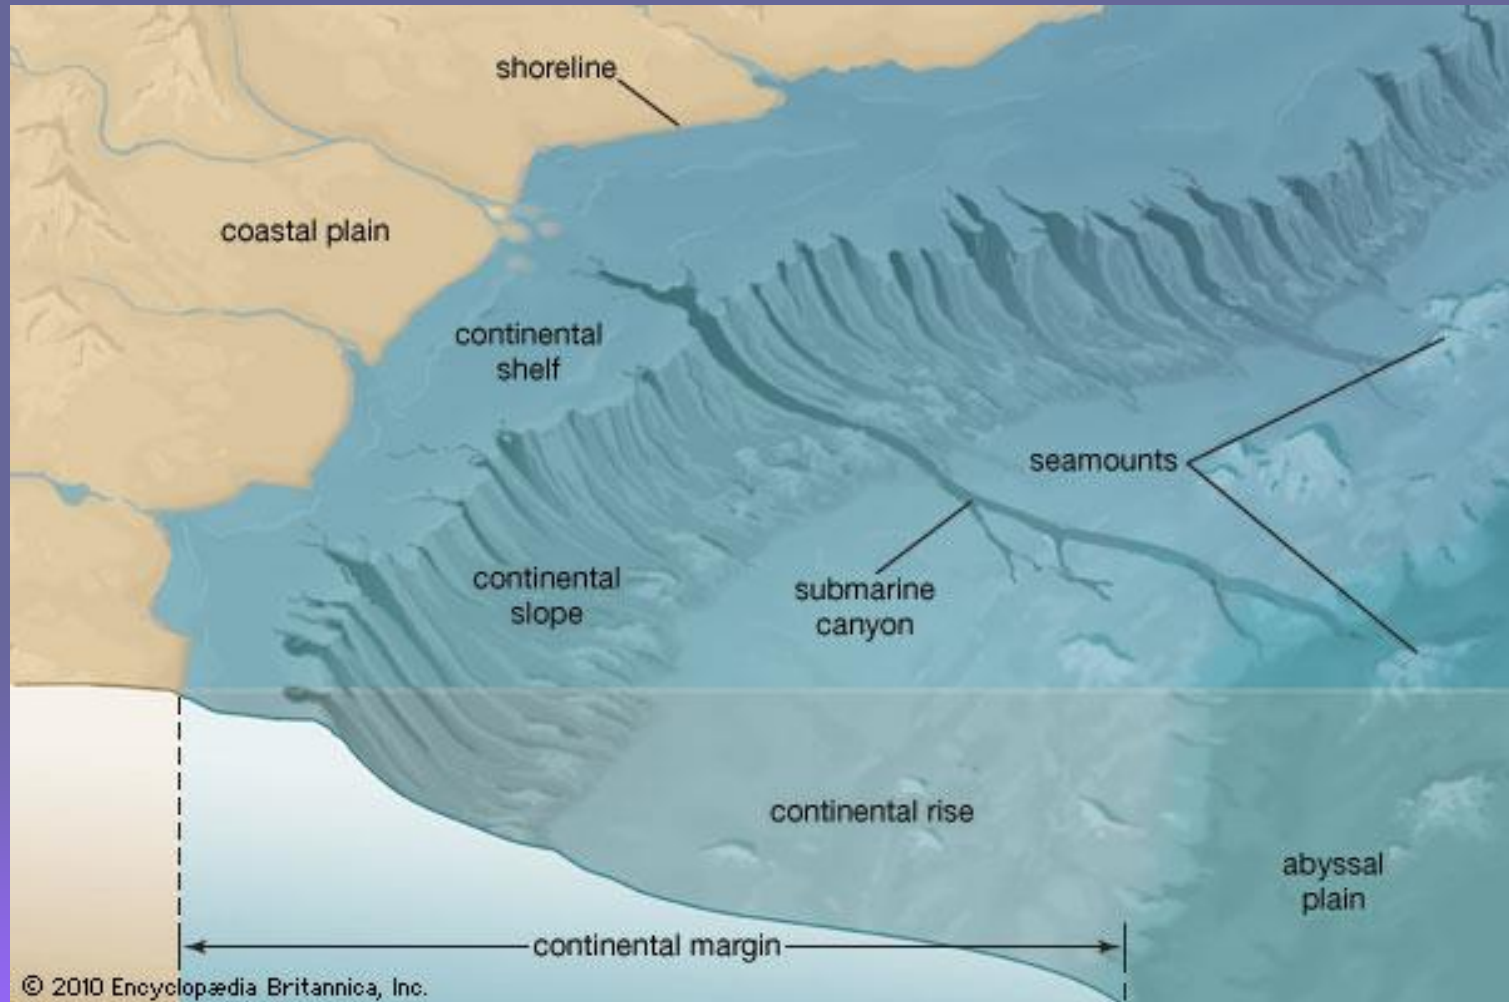 shoreline
coastal plain
continental
shelf
seamounts
continental
slope
submarine
canyon
continental rise
abyssal
plain
continental margin
© 2010 Encyclopædia Britannica, Inc.